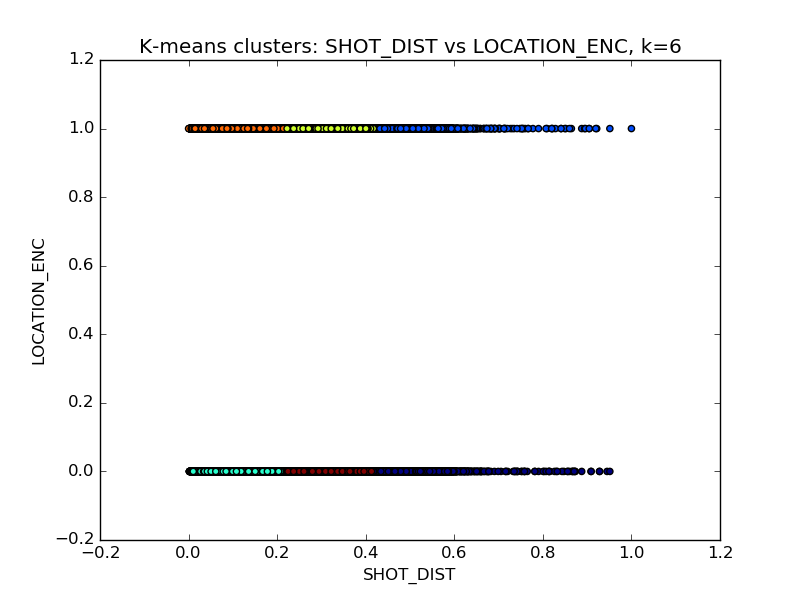 K-means clusters: SHOT_DIST vs LOCATION_ENC, k=6
1.2
1.0
0.8
0.6
0.4
0.2
0.0
−0.2
LOCATION_ENC
−0.2 0.0 0.2 0.4 0.6 0.8 1.0 1.2
SHOT_DIST